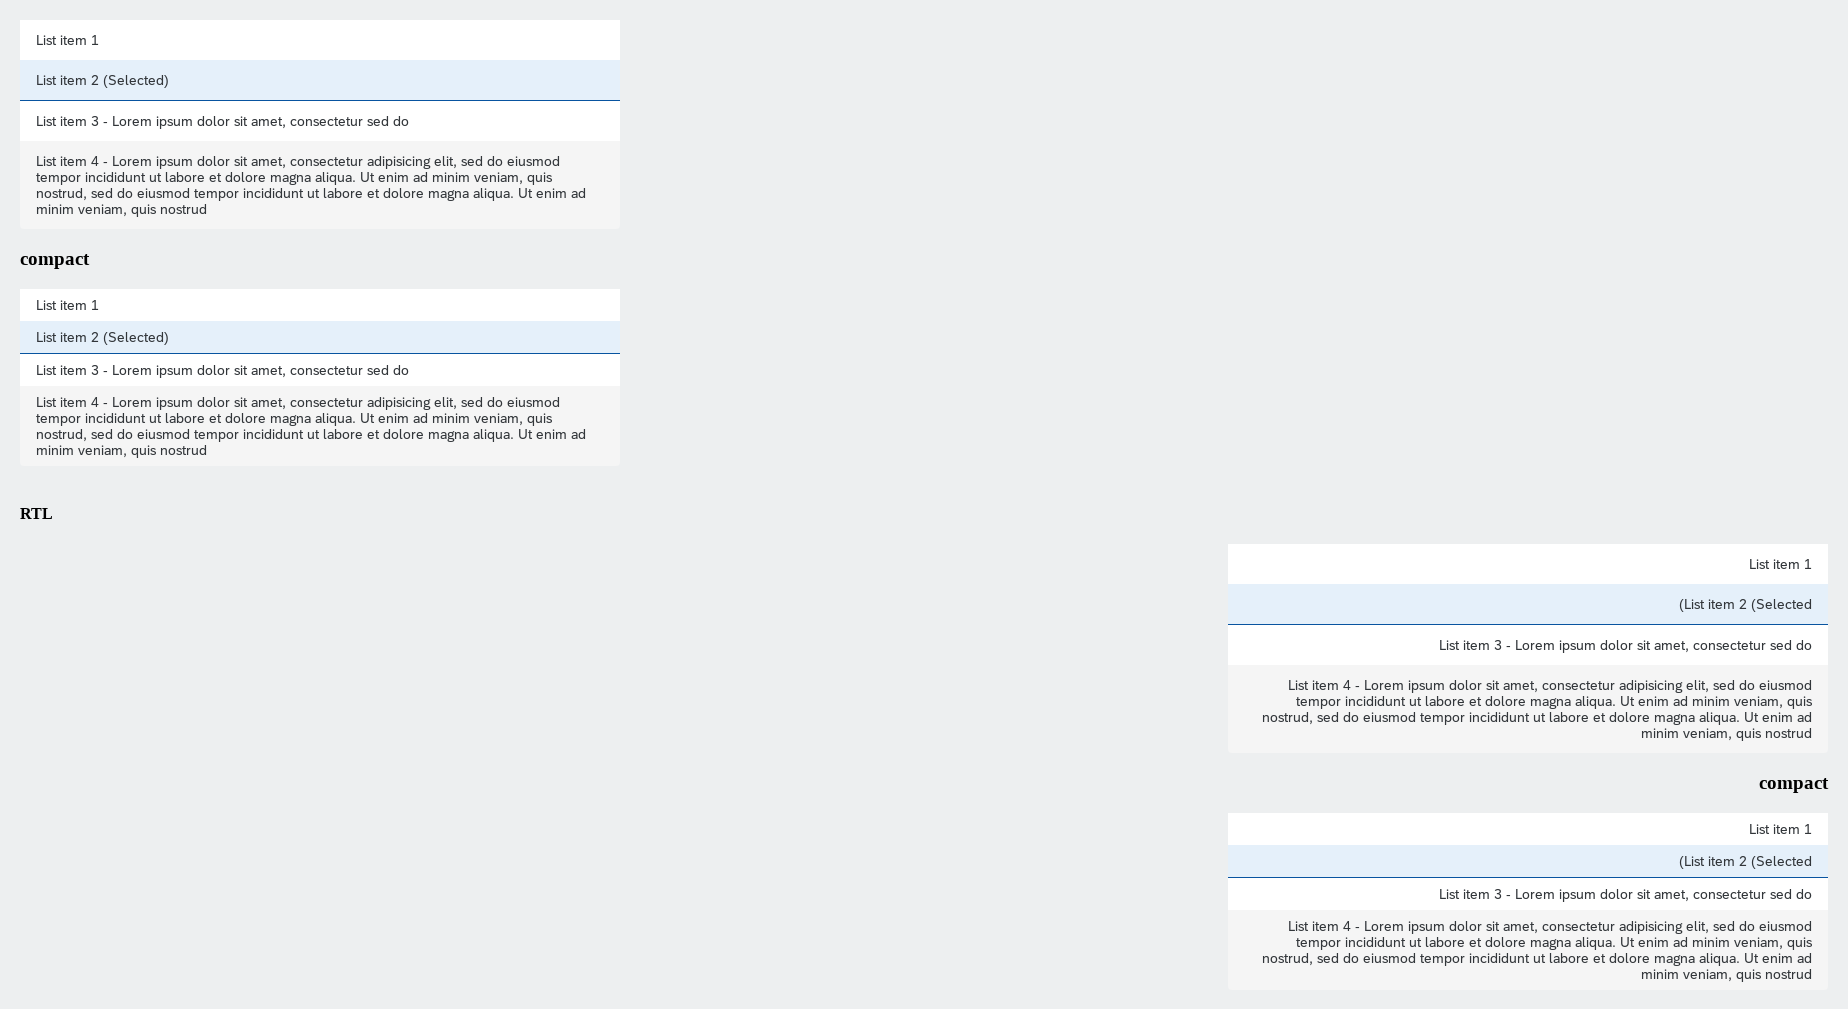 List item 1
List item 2 (Selected)
List item 3 - Lorem ipsum dolor sit amet, consectetur sed do
List item 4 - Lorem ipsum dolor sit amet, consectetur adipisicing elit, sed do eiusmod
tempor incididunt ut labore et dolore magna aliqua. Ut enim ad minim veniam, quis
nostrud, sed do eiusmod tempor incididunt ut labore et dolore magna aliqua. Ut enim ad
minim veniam, quis nostrud
compact
List item 1
List item 2 (Selected)
List item 3 - Lorem ipsum dolor sit amet, consectetur sed do
List item 4 - Lorem ipsum dolor sit amet, consectetur adipisicing elit, sed do eiusmod
tempor incididunt ut labore et dolore magna aliqua. Ut enim ad minim veniam, quis
nostrud, sed do eiusmod tempor incididunt ut labore et dolore magna aliqua. Ut enim ad
minim veniam, quis nostrud
RTL
List item 1
(List item 2 (Selected
List item 3 - Lorem ipsum dolor sit amet, consectetur sed do
List item 4 - Lorem ipsum dolor sit amet, consectetur adipisicing elit, sed do eiusmod
tempor incididunt ut labore et dolore magna aliqua. Ut enim ad minim veniam, quis
nostrud, sed do eiusmod tempor incididunt ut labore et dolore magna aliqua. Ut enim ad
minim veniam, quis nostrud
compact
List item 1
(List item 2 (Selected
List item 3 - Lorem ipsum dolor sit amet, consectetur sed do
List item 4 - Lorem ipsum dolor sit amet, consectetur adipisicing elit, sed do eiusmod
tempor incididunt ut labore et dolore magna aliqua. Ut enim ad minim veniam, quis
nostrud, sed do eiusmod tempor incididunt ut labore et dolore magna aliqua. Ut enim ad
minim veniam, quis nostrud